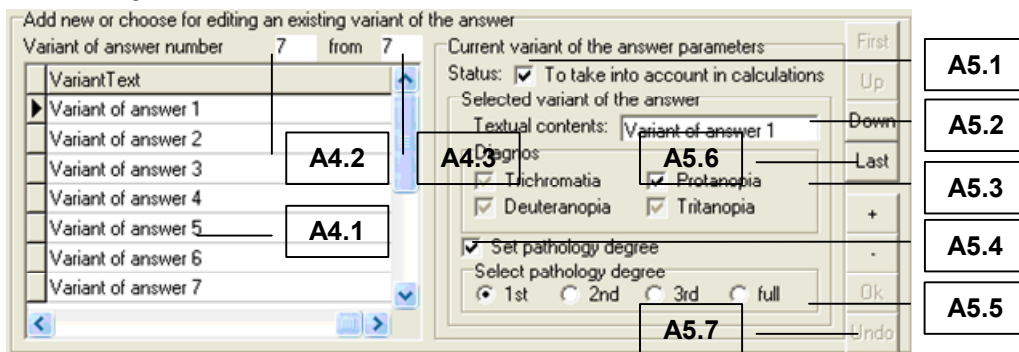 Add new or choose for editing an existing variant of the answer
Variant of answer number 7 from 7
VariantText
Variant of answer 1
Variant of answer 2
Variant of answer 3
Variant of answer 4
Variant of answer 5
Variant of answer 6
Variant of answer 7
A4.2
A4.3
A4.1
Current variant of the answer parameters
Status: To take into account in calculations
Selected variant of the answer
Textual contents: Variant of answer 1
Diagnos
A5.6
Trichromatia Protanopia
Deuteranopia Tritanopia
Set pathology degree
Select pathology degree
1st 2nd 3rd full
A5.7
First
Up
Down
Last
+
-
Ok
Undo
A5.1
A5.2
A5.3
A5.4
A5.5